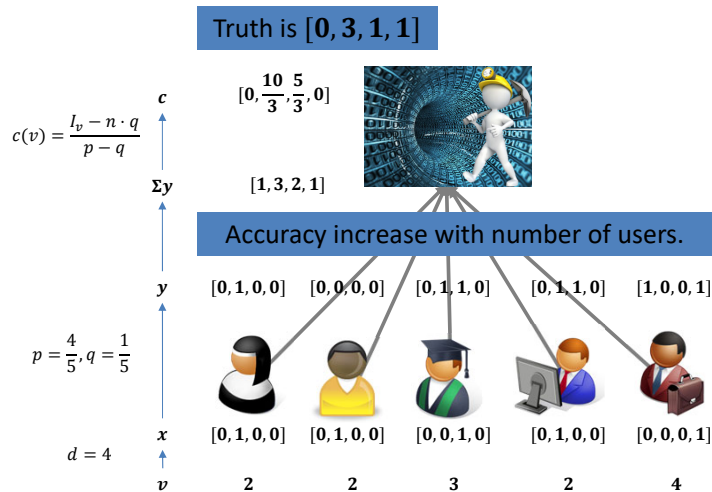 Truth is [0, 3, 1, 1]
c [0, 10/3, 5/3, 0]
c(v) = (I_v − n · q)/(p − q)
Σy [1, 3, 2, 1]
Accuracy increase with number of users.
y [0, 1, 0, 0] [0, 0, 0, 0] [0, 1, 1, 0] [0, 1, 1, 0] [1, 0, 0, 1]
p = 4/5, q = 1/5
x [0, 1, 0, 0] [0, 1, 0, 0] [0, 0, 1, 0] [0, 1, 0, 0] [0, 0, 0, 1]
d = 4
v 2 2 3 2 4